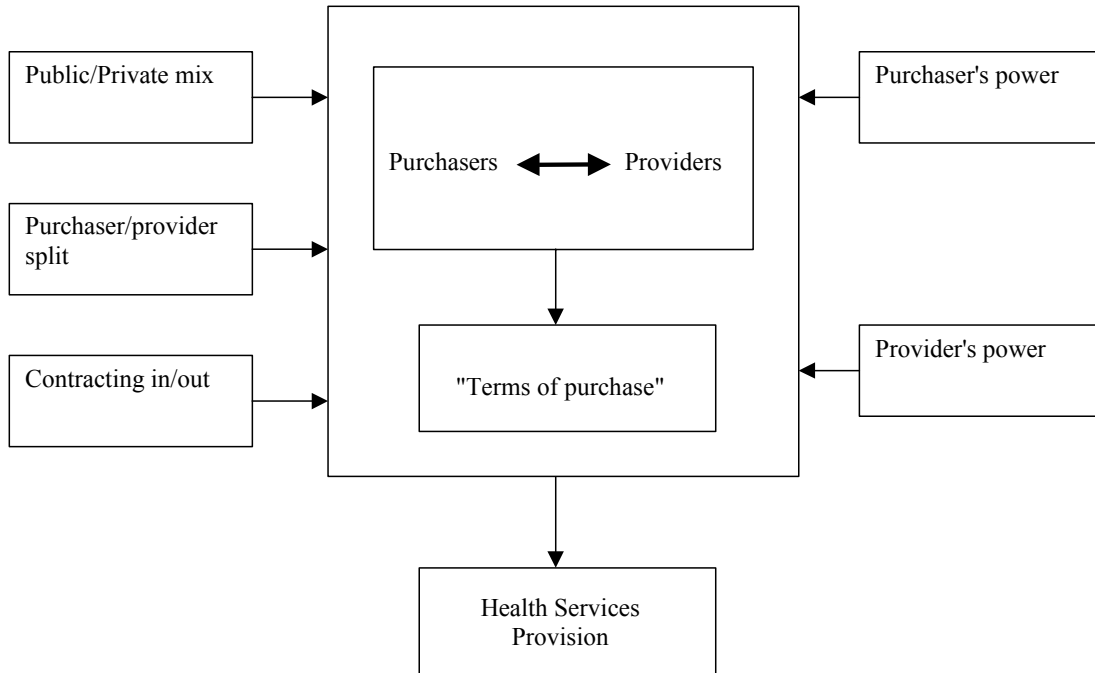 Public/Private mix
Purchaser's power
Purchasers
Providers
Purchaser/provider
split
Provider's power
Contracting in/out
"Terms of purchase"
Health Services
Provision